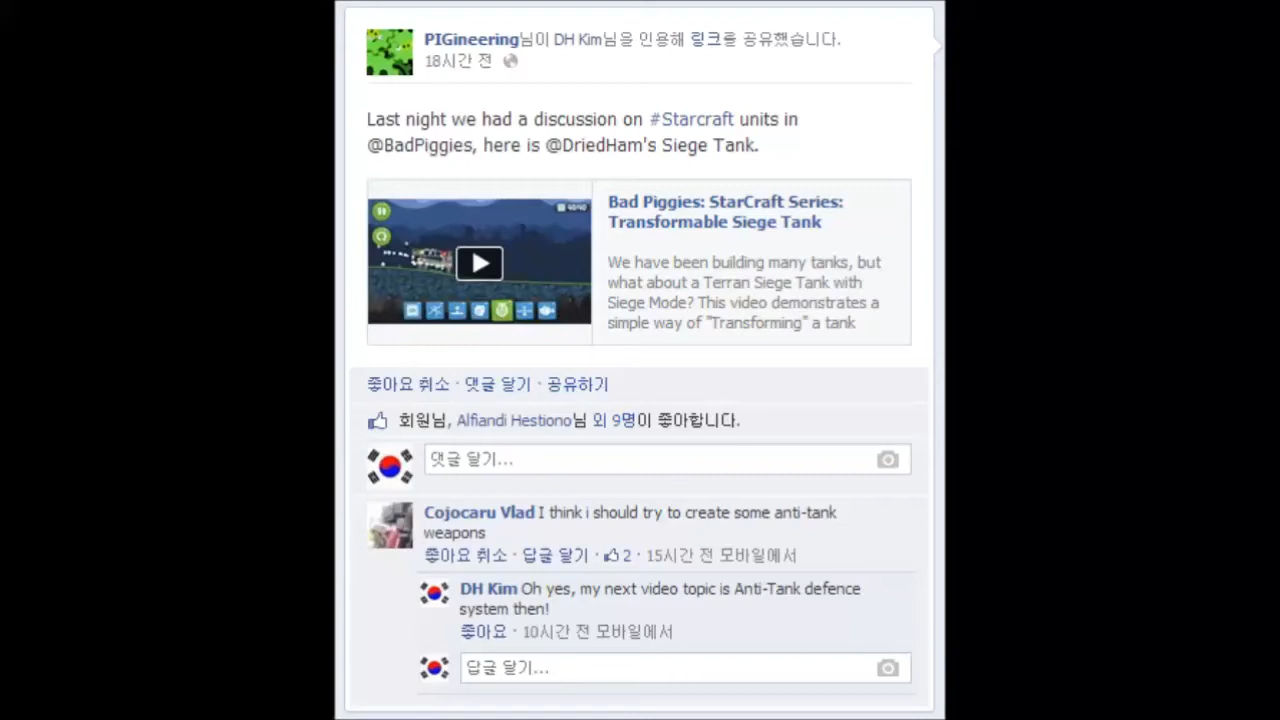 PIGineering님이 DH Kim님을 인용해 링크를 공유했습니다.
18시간 전
Last night we had a discussion on #Starcraft units in
@BadPiggies, here is @DriedHam's Siege Tank.
Bad Piggies: StarCraft Series:
Transformable Siege Tank
We have been building many tanks, but
what about a Terran Siege Tank with
Siege Mode? This video demonstrates a
simple way of "Transforming" a tank
좋아요 취소 · 댓글 달기 · 공유하기
회원님, Alfiandi Hestiono님 외 9명이 좋아합니다.
댓글 달기...
Cojocaru Vlad I think i should try to create some anti-tank
weapons
좋아요 취소 · 답글 달기 · 2 · 15시간 전 모바일에서
DH Kim Oh yes, my next video topic is Anti-Tank defence
system then!
좋아요 · 10시간 전 모바일에서
답글 달기...